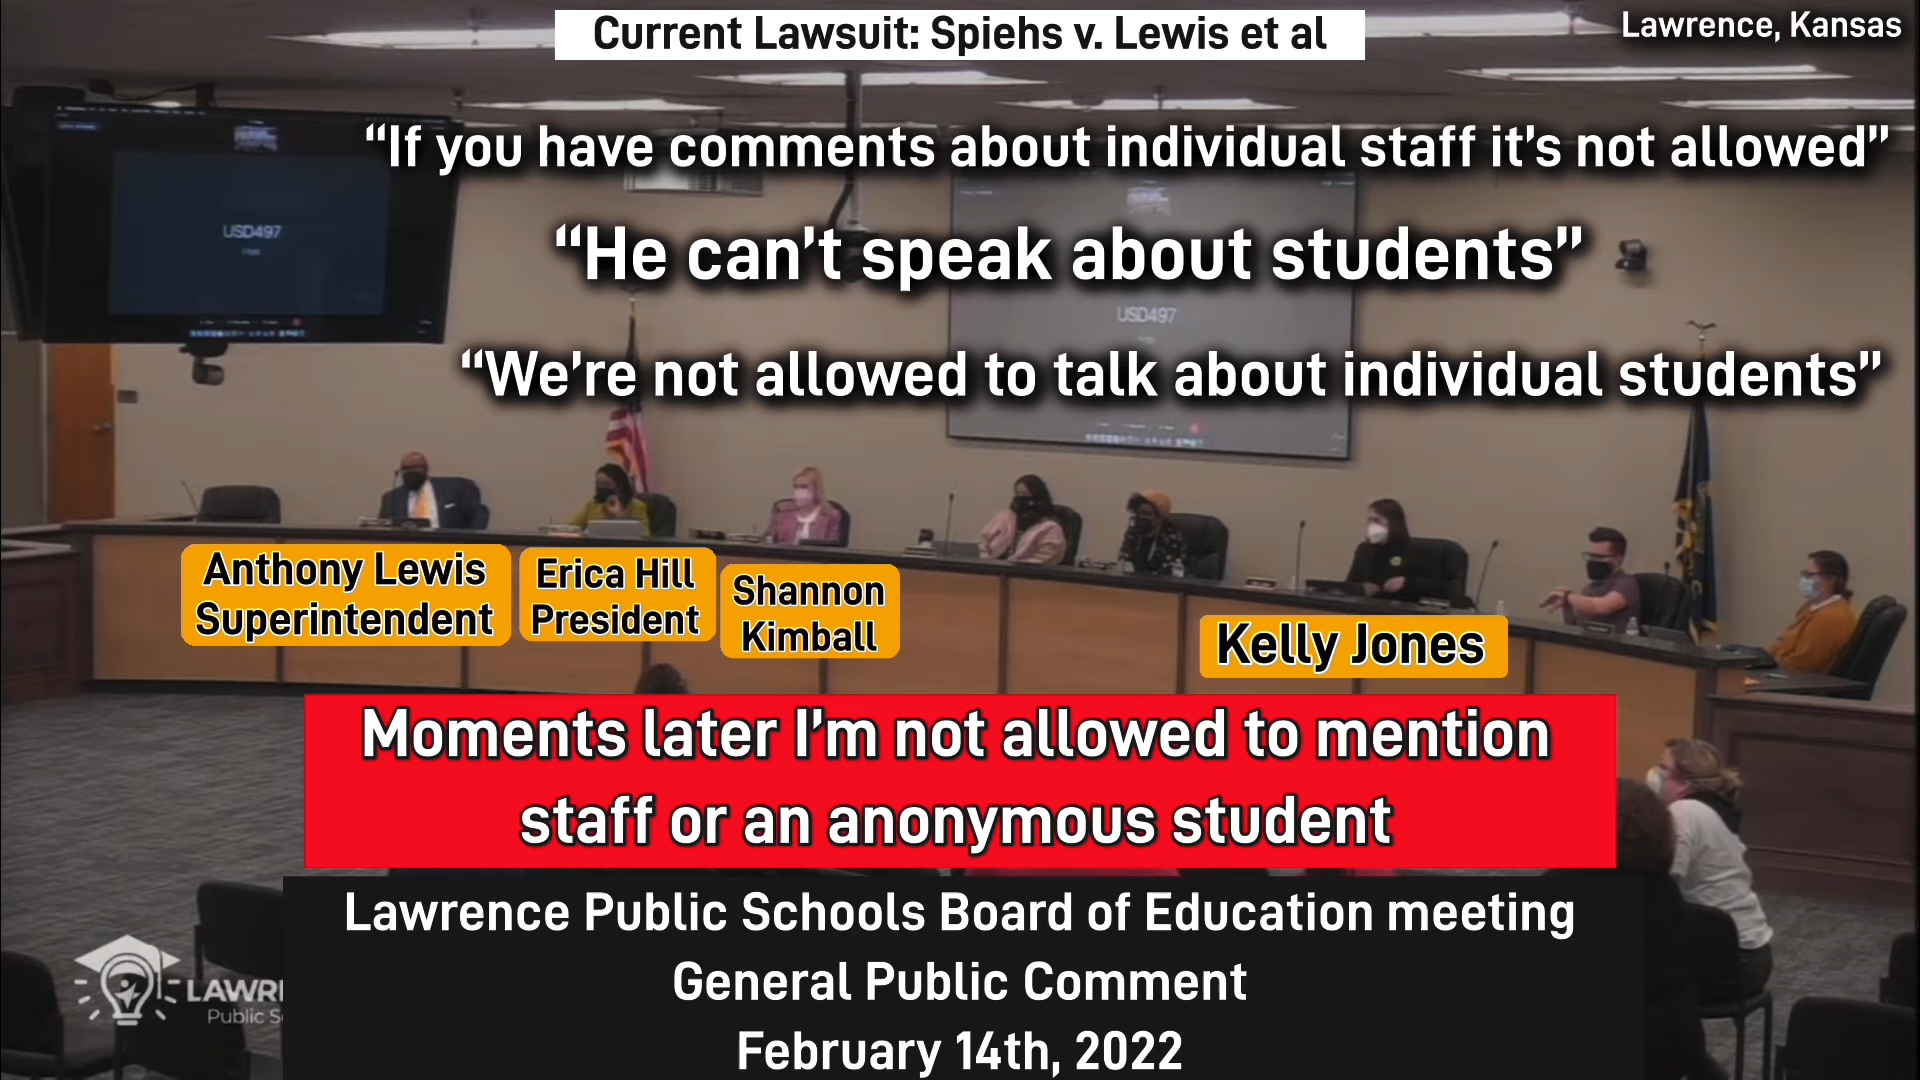 Current Lawsuit: Spiehs v. Lewis et al
Lawrence, Kansas
“If you have comments about individual staff it’s not allowed”
“He can’t speak about students”
“We’re not allowed to talk about individual students”
USD497
USD497
Anthony Lewis
Superintendent
Erica Hill
President
Shannon
Kimball
Kelly Jones
Moments later I’m not allowed to mention
staff or an anonymous student
Lawrence Public Schools Board of Education meeting
General Public Comment
February 14th, 2022
LAWR
Public S